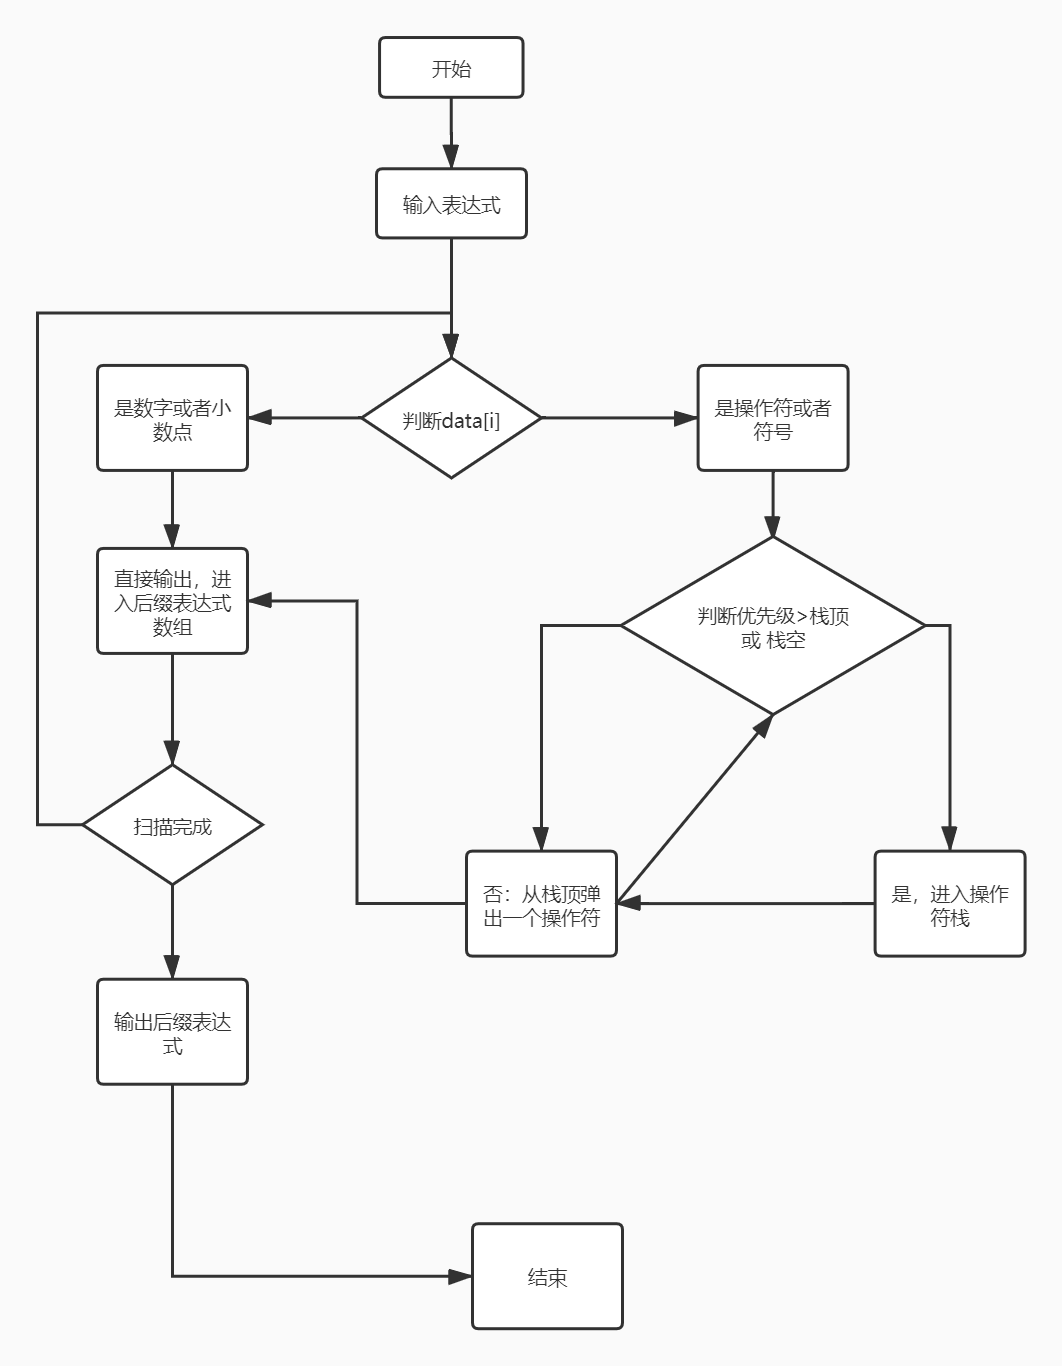 开始
输入表达式
是数字或者小
数点
判断data[i]
是操作符或者
符号
直接输出，进
入后缀表达式
数组
判断优先级>栈顶
或 栈空
扫描完成
否：从栈顶弹
出一个操作符
是，进入操作
符栈
输出后缀表达
式
结束